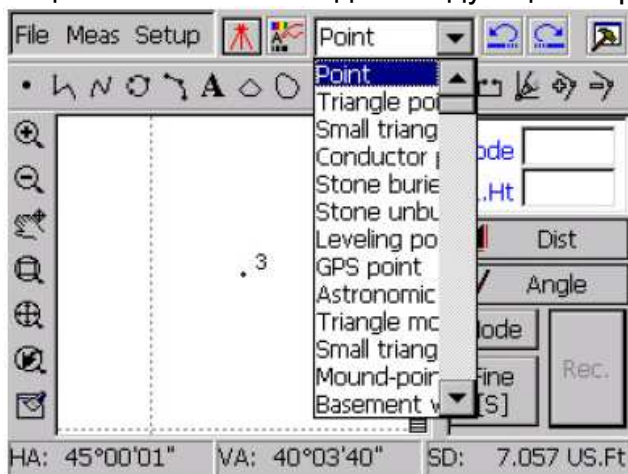 File Meas Setup Point
Point
Triangle poi
Small triang
Conductor
Stone burie
Stone unbu
Leveling po
GPS point
Astronomic
Triangle mo
Small triang
Mound-poin
Basement
ode
.Ht
Dist
Angle
ode
Fine
[S]
Rec.
A
3
HA: 45°00'01" VA: 40°03'40" SD: 7.057 US.Ft